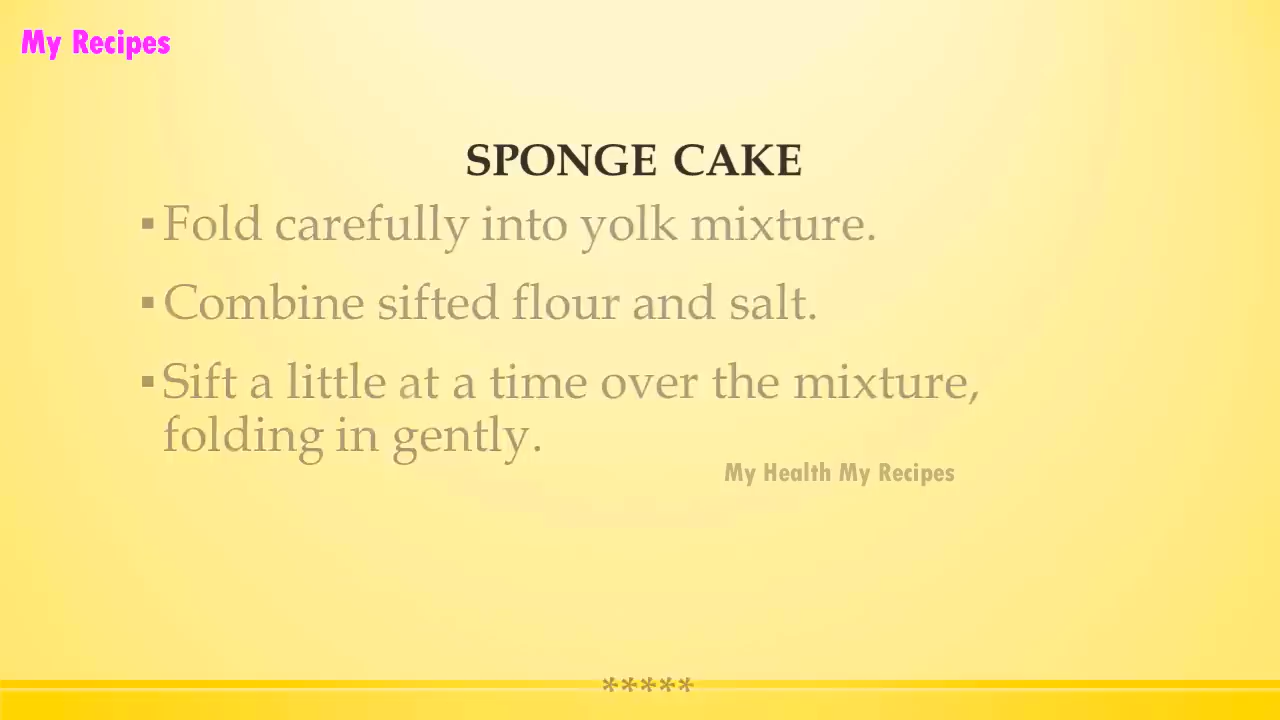 My Recipes
SPONGE CAKE
▪Fold carefully into yolk mixture.
▪Combine sifted flour and salt.
▪Sift a little at a time over the mixture,
folding in gently.
My Health My Recipes
*****